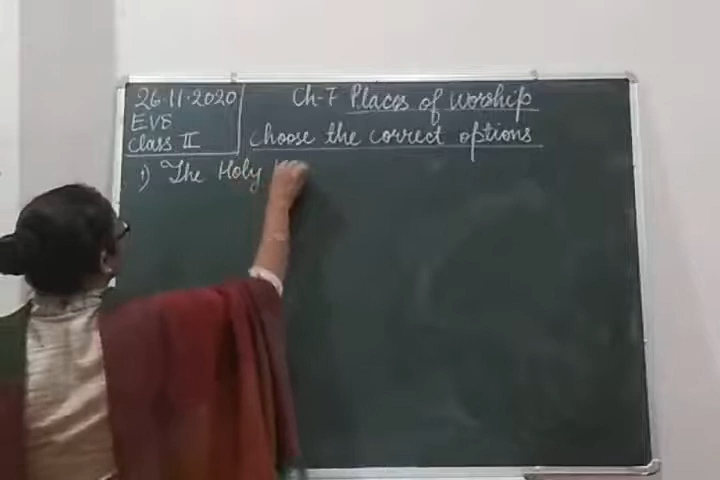 26.11.2020
EVS
Class II
Ch-7 Places of Worship
Choose the correct options
1) The Holy